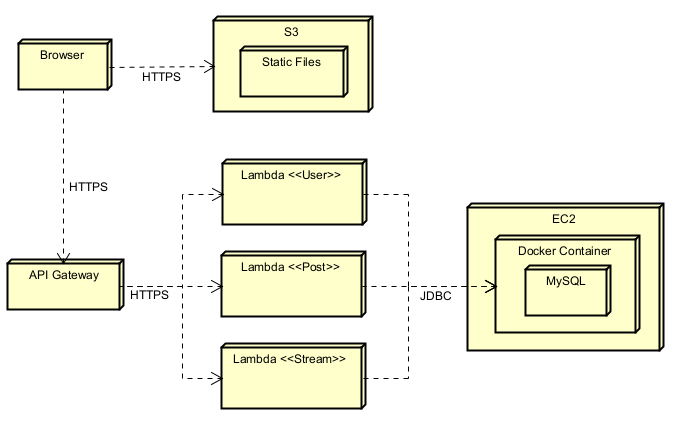 S3
Browser
Static Files
HTTPS
Lambda <<User>>
HTTPS
EC2
Docker Container
API Gateway
Lambda <<Post>>
MySQL
HTTPS
JDBC
Lambda <<Stream>>